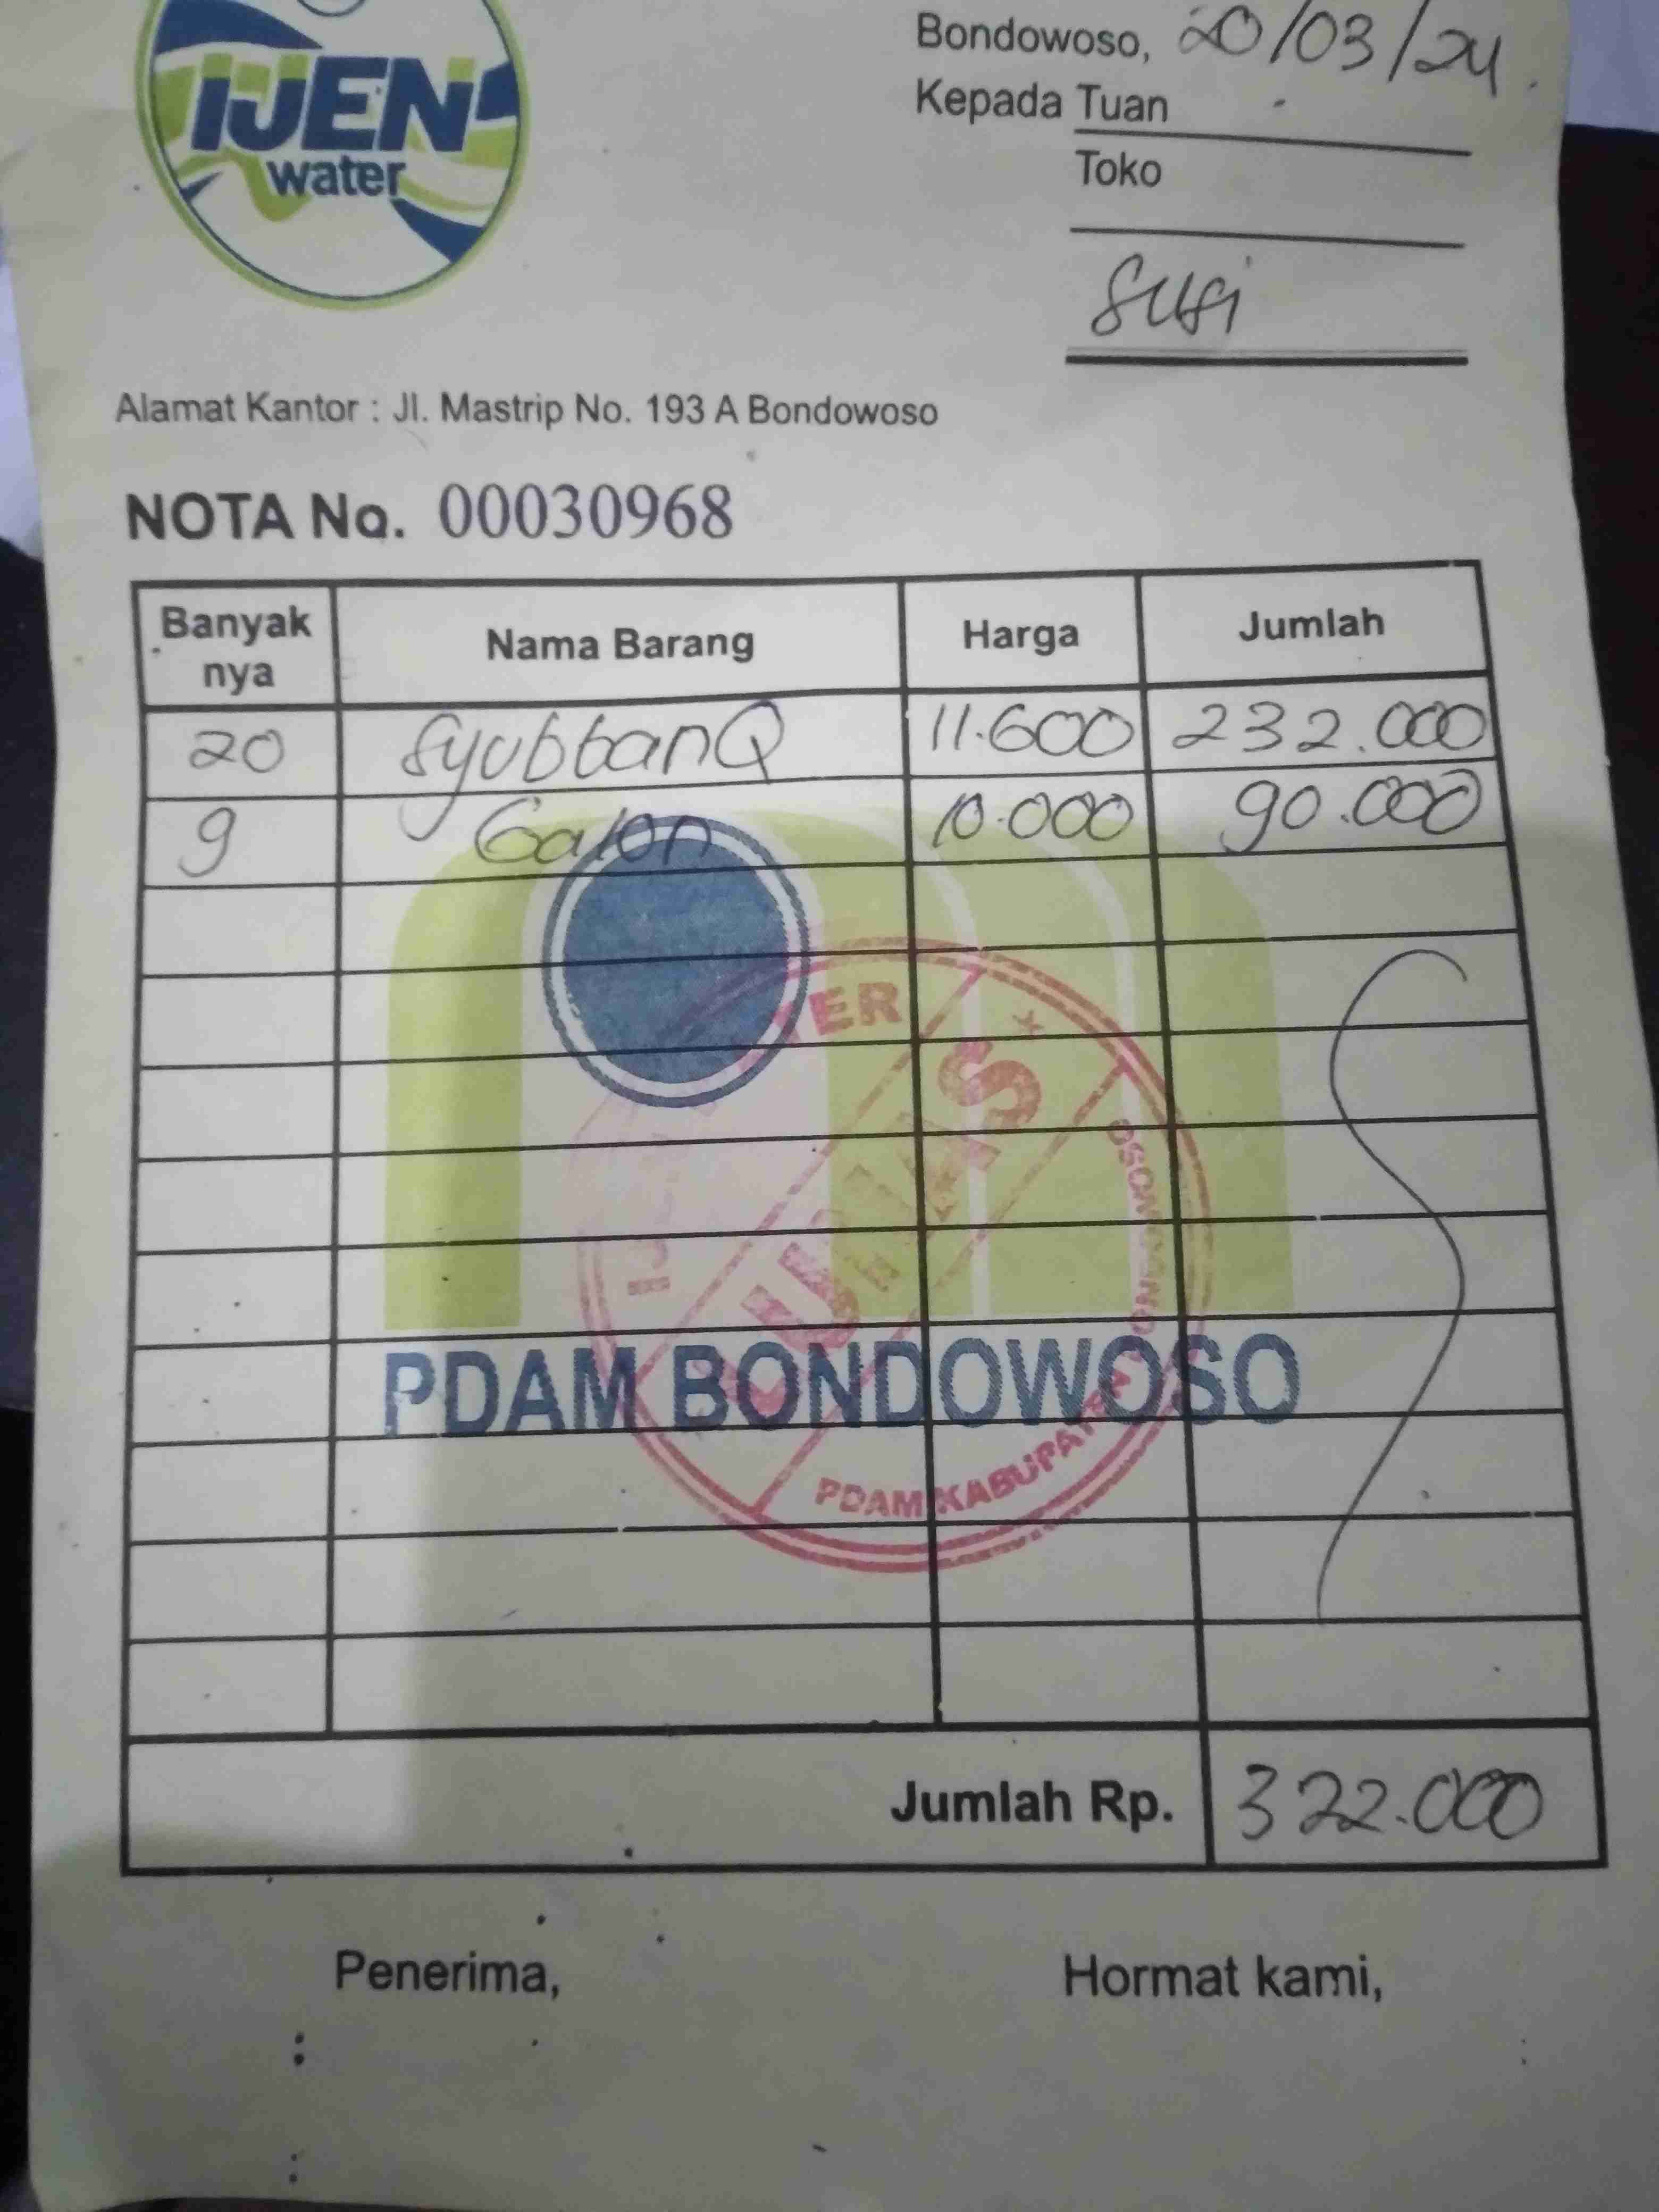 IJEN
water
Bondowoso, 20/03/24.
Kepada Tuan
Toko
Susi
Alamat Kantor : Jl. Mastrip No. 193 A Bondowoso
NOTA No. 00030968
Banyak nya Nama Barang Harga Jumlah
20 SyubbanQ 11.600 232.000
9 Galon 10.000 90.000
ER
LUNAS
PDAM KABUPATEN BONDOWOSO
PDAM BONDOWOSO
Jumlah Rp. 322.000
Penerima,
Hormat kami,